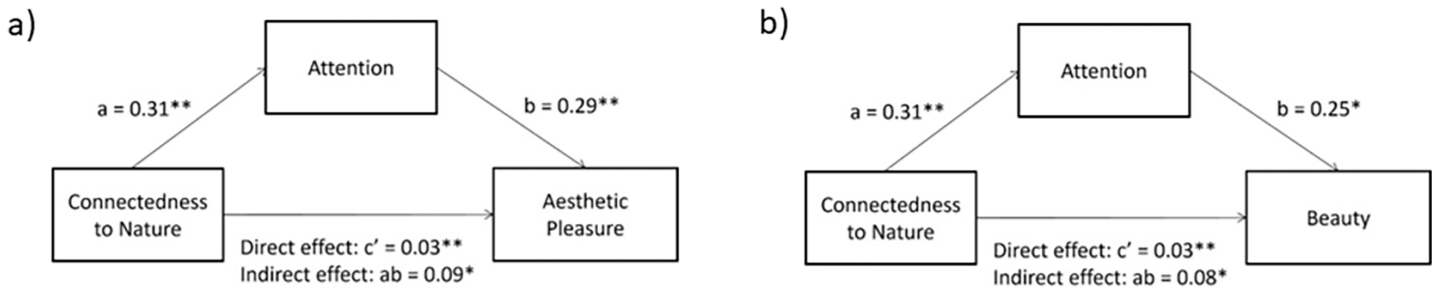 a)
Attention
a = 0.31**
b = 0.29**
Connectedness
to Nature
Aesthetic
Pleasure
Direct effect: c’ = 0.03**
Indirect effect: ab = 0.09*
b)
Attention
a = 0.31**
b = 0.25*
Connectedness
to Nature
Beauty
Direct effect: c’ = 0.03**
Indirect effect: ab = 0.08*